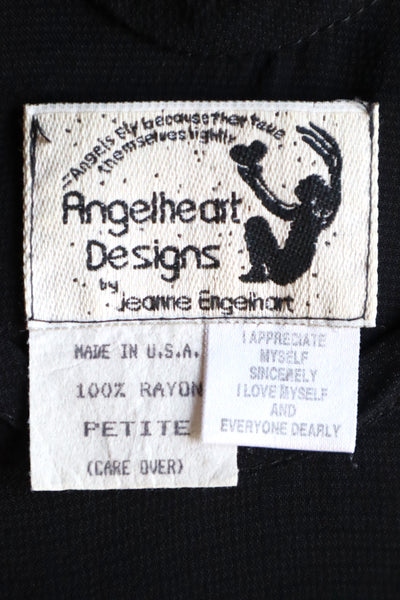 "Angels fly because they take
themselves lightly
Angelheart
Designs
by
Jeanne Engelhart
MADE IN U.S.A.
100% RAYON
PETITE
(CARE OVER)
I APPRECIATE
MYSELF
SINCERELY
I LOVE MYSELF
AND
EVERYONE DEARLY